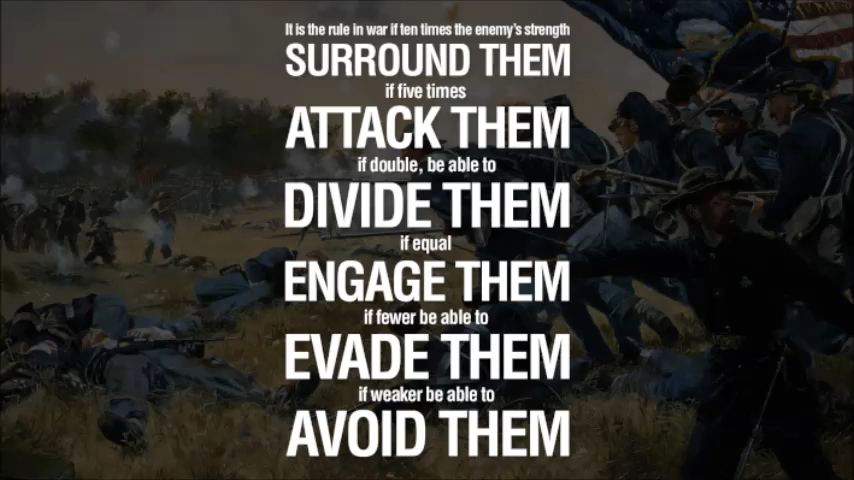 It is the rule in war if ten times the enemy's strength
SURROUND THEM
if five times
ATTACK THEM
if double, be able to
DIVIDE THEM
if equal
ENGAGE THEM
if fewer be able to
EVADE THEM
if weaker be able to
AVOID THEM